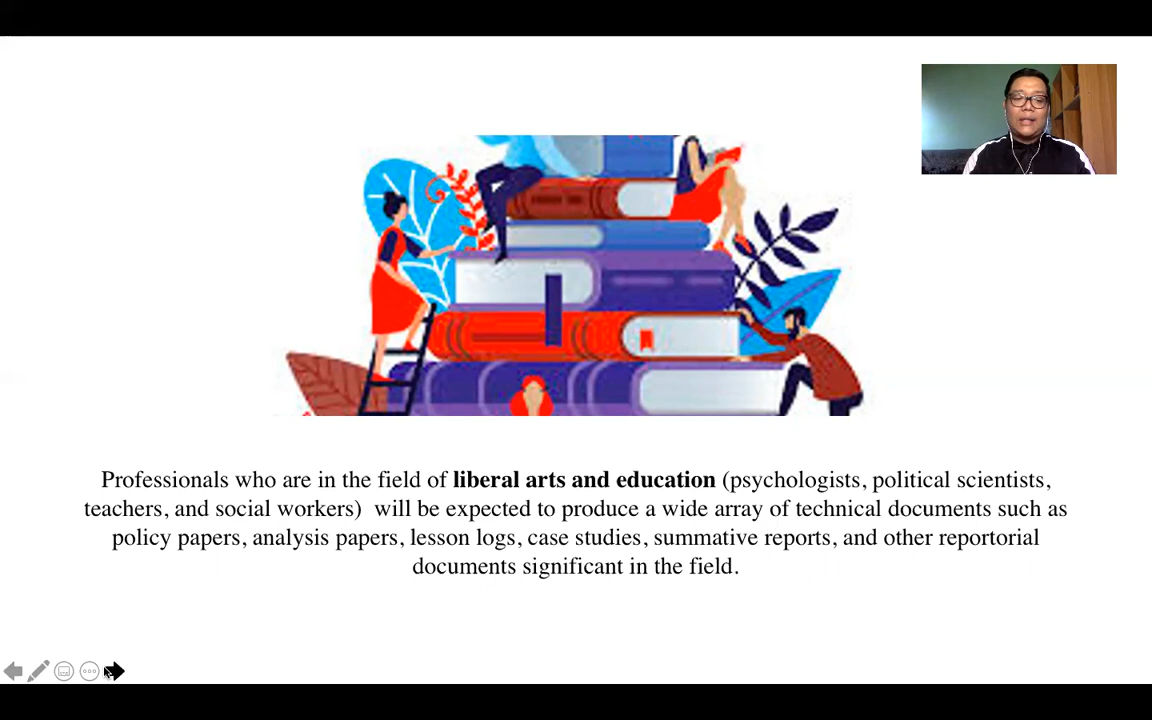 Professionals who are in the field of liberal arts and education (psychologists, political scientists,
teachers, and social workers)  will be expected to produce a wide array of technical documents such as
policy papers, analysis papers, lesson logs, case studies, summative reports, and other reportorial
documents significant in the field.